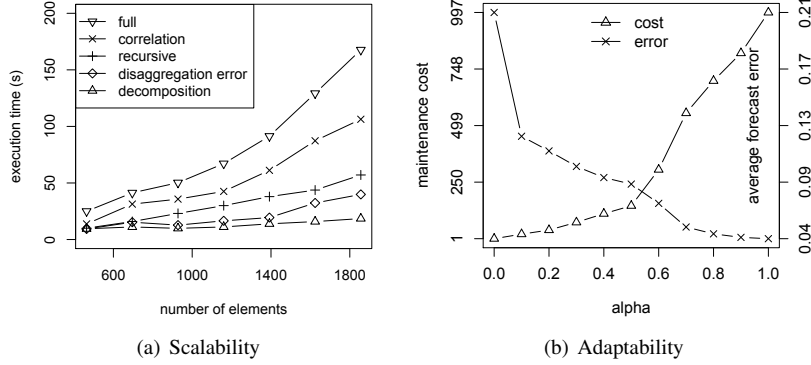 full
correlation
recursive
disaggregation error
decomposition
execution time (s)
0 50 100 150 200
600 1000 1400 1800
number of elements
(a) Scalability
cost
error
maintenance cost
1 250 499 748 997
average forecast error
0.04 0.09 0.13 0.17 0.21
0.0 0.2 0.4 0.6 0.8 1.0
alpha
(b) Adaptability